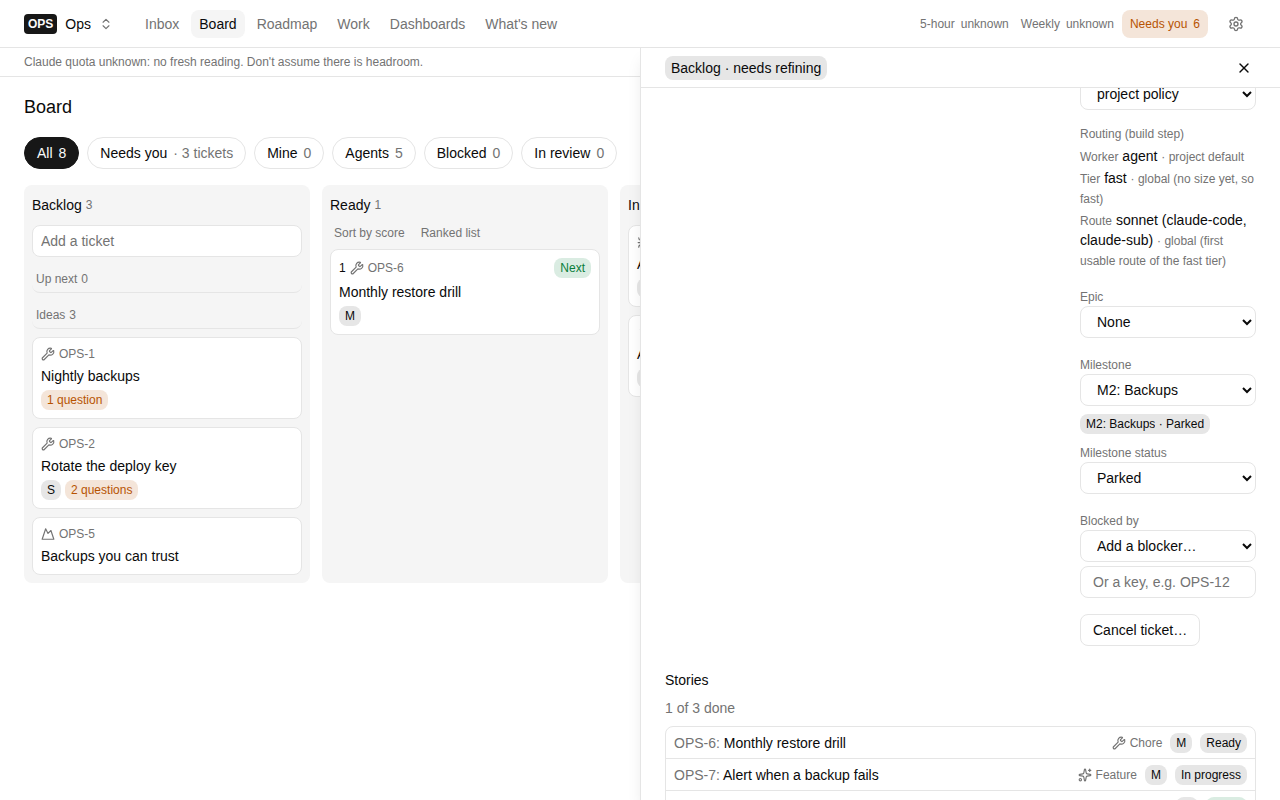 OPS Ops Inbox Board Roadmap Work Dashboards What's new 5-hour unknown Weekly unknown Needs you 6
Claude quota unknown: no fresh reading. Don't assume there is headroom.
Board
All 8 Needs you · 3 tickets Mine 0 Agents 5 Blocked 0 In review 0
Backlog 3
Add a ticket
Up next 0
Ideas 3
OPS-1
Nightly backups
1 question
OPS-2
Rotate the deploy key
S 2 questions
OPS-5
Backups you can trust
Ready 1
Sort by score Ranked list
1 OPS-6 Next
Monthly restore drill
M
In
Backlog · needs refining
project policy
Routing (build step)
Worker agent · project default
Tier fast · global (no size yet, so
fast)
Route sonnet (claude-code,
claude-sub) · global (first
usable route of the fast tier)
Epic
None
Milestone
M2: Backups
M2: Backups · Parked
Milestone status
Parked
Blocked by
Add a blocker…
Or a key, e.g. OPS-12
Cancel ticket…
Stories
1 of 3 done
OPS-6: Monthly restore drill Chore M Ready
OPS-7: Alert when a backup fails Feature M In progress